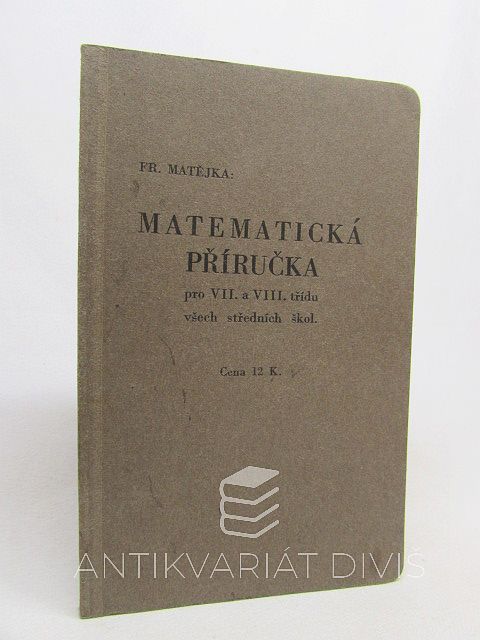 FR. MATĚJKA:
MATEMATICKÁ
PŘÍRUČKA
pro VII. a VIII. třídu
všech středních škol.
Cena 12 K.
ANTIKVARIÁT DIVIŠ